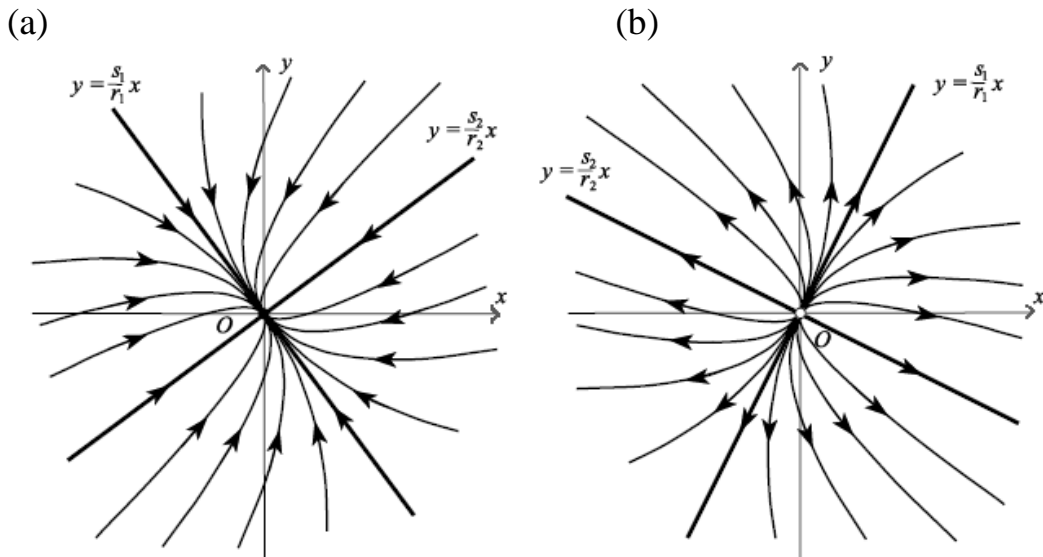 (a)
(b)
y = s₁/r₁ x
y
y = s₂/r₂ x
x
O
y
y = s₁/r₁ x
y = s₂/r₂ x
x
O